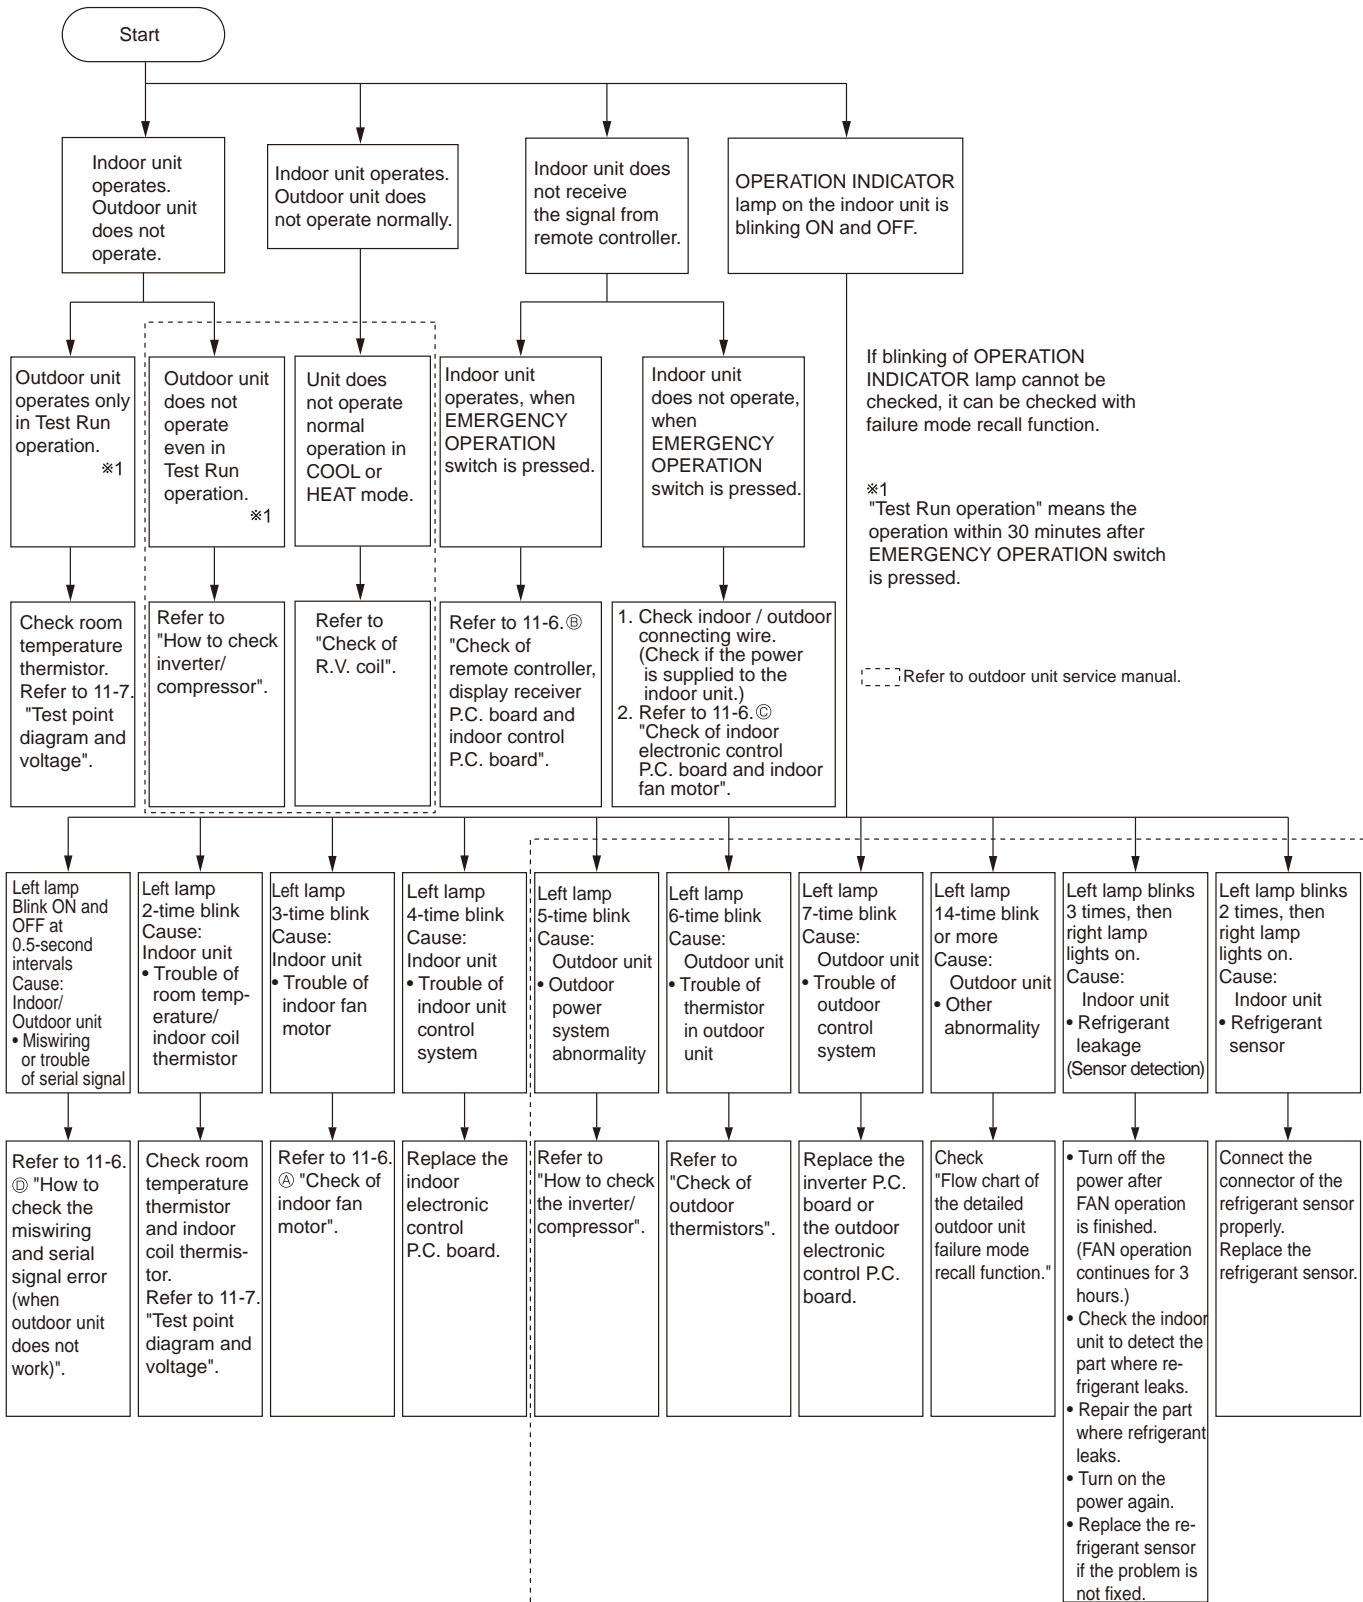 Start
Indoor unit
operates.
Outdoor unit
does not
operate.
Indoor unit operates.
Outdoor unit does
not operate normally.
Indoor unit does
not receive
the signal from
remote controller.
OPERATION INDICATOR
lamp on the indoor unit is
blinking ON and OFF.
Outdoor unit
operates only
in Test Run
operation.
※1
Outdoor unit
does not
operate
even in
Test Run
operation.
※1
Unit does
not operate
normal
operation in
COOL or
HEAT mode.
Indoor unit
operates, when
EMERGENCY
OPERATION
switch is pressed.
Indoor unit
does not operate,
when
EMERGENCY
OPERATION
switch is pressed.
If blinking of OPERATION
INDICATOR lamp cannot be
checked, it can be checked with
failure mode recall function.
※1
"Test Run operation" means the
operation within 30 minutes after
EMERGENCY OPERATION switch
is pressed.
Refer to outdoor unit service manual.
Check room
temperature
thermistor.
Refer to 11-7.
"Test point
diagram and
voltage".
Refer to
"How to check
inverter/
compressor".
Refer to
"Check of
R.V. coil".
Refer to 11-6.Ⓑ
"Check of
remote controller,
display receiver
P.C. board and
indoor control
P.C. board".
1. Check indoor / outdoor
connecting wire.
(Check if the power
is supplied to the
indoor unit.)
2. Refer to 11-6.Ⓒ
"Check of indoor
electronic control
P.C. board and indoor
fan motor".
Left lamp
Blink ON and
OFF at
0.5-second
intervals
Cause:
Indoor/
Outdoor unit
• Miswiring
or trouble
of serial signal
Left lamp
2-time blink
Cause:
Indoor unit
• Trouble of
room temp-
erature/
indoor coil
thermistor
Left lamp
3-time blink
Cause:
Indoor unit
• Trouble of
indoor fan
motor
Left lamp
4-time blink
Cause:
Indoor unit
• Trouble of
indoor unit
control
system
Left lamp
5-time blink
Cause:
Outdoor unit
• Outdoor
power
system
abnormality
Left lamp
6-time blink
Cause:
Outdoor unit
• Trouble of
thermistor
in outdoor
unit
Left lamp
7-time blink
Cause:
Outdoor unit
• Trouble of
outdoor
control
system
Left lamp
14-time blink
or more
Cause:
Outdoor unit
• Other
abnormality
Left lamp blinks
3 times, then
right lamp
lights on.
Cause:
Indoor unit
• Refrigerant
leakage
(Sensor detection)
Left lamp blinks
2 times, then
right lamp
lights on.
Cause:
Indoor unit
• Refrigerant
sensor
Refer to 11-6.
Ⓓ "How to
check the
miswiring
and serial
signal error
(when
outdoor unit
does not
work)".
Check room
temperature
thermistor
and indoor
coil thermis-
tor.
Refer to 11-7.
"Test point
diagram and
voltage".
Refer to 11-6.
Ⓐ "Check of
indoor fan
motor".
Replace the
indoor
electronic
control
P.C. board.
Refer to
"How to check
the inverter/
compressor".
Refer to
"Check of
outdoor
thermistors".
Replace the
inverter P.C.
board or
the outdoor
electronic
control P.C.
board.
Check
"Flow chart of
the detailed
outdoor unit
failure mode
recall function."
• Turn off the
power after
FAN operation
is finished.
(FAN operation
continues for 3
hours.)
• Check the indoor
unit to detect the
part where re-
frigerant leaks.
• Repair the part
where refrigerant
leaks.
• Turn on the
power again.
• Replace the re-
frigerant sensor
if the problem is
not fixed.
Connect the
connector of the
refrigerant sensor
properly.
Replace the
refrigerant sensor.